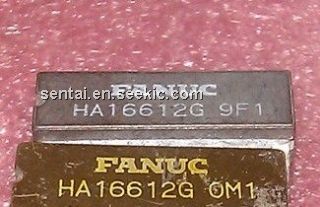 FANUC
sentai.en.seekic.com
HA16612G 9F1
FANUC
HA16612G 0M1